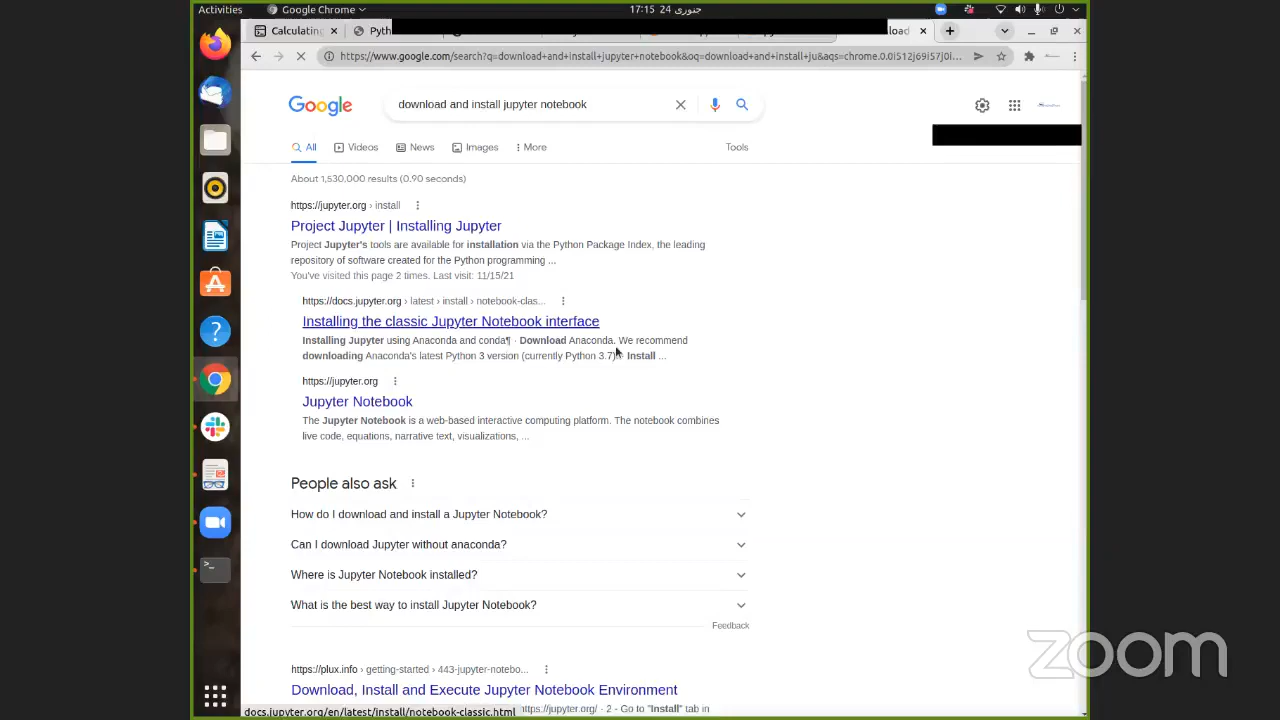 Activities
Google Chrome
17:15 24 جنوری
Calculating
Pyth
load
https://www.google.com/search?q=download+and+install+jupyter+notebook&oq=download+and+install+ju&aqs=chrome.0.0i512j69i57j0i...
Google
download and install jupyter notebook
All
Videos
News
Images
More
Tools
About 1,530,000 results (0.90 seconds)
https://jupyter.org › install
Project Jupyter | Installing Jupyter
Project Jupyter's tools are available for installation via the Python Package Index, the leading
repository of software created for the Python programming ...
You've visited this page 2 times. Last visit: 11/15/21
https://docs.jupyter.org › latest › install › notebook-clas...
Installing the classic Jupyter Notebook interface
Installing Jupyter using Anaconda and conda¶ · Download Anaconda. We recommend
downloading Anaconda's latest Python 3 version (currently Python 3.7). · Install ...
https://jupyter.org
Jupyter Notebook
The Jupyter Notebook is a web-based interactive computing platform. The notebook combines
live code, equations, narrative text, visualizations, ...
People also ask
How do I download and install a Jupyter Notebook?
Can I download Jupyter without anaconda?
Where is Jupyter Notebook installed?
What is the best way to install Jupyter Notebook?
Feedback
https://plux.info › getting-started › 443-jupyter-notebo...
Download, Install and Execute Jupyter Notebook Environment
docs.jupyter.org/en/latest/install/notebook-classic.html
https://jupyter.org/ · 2 - Go to "Install" tab in
zoom